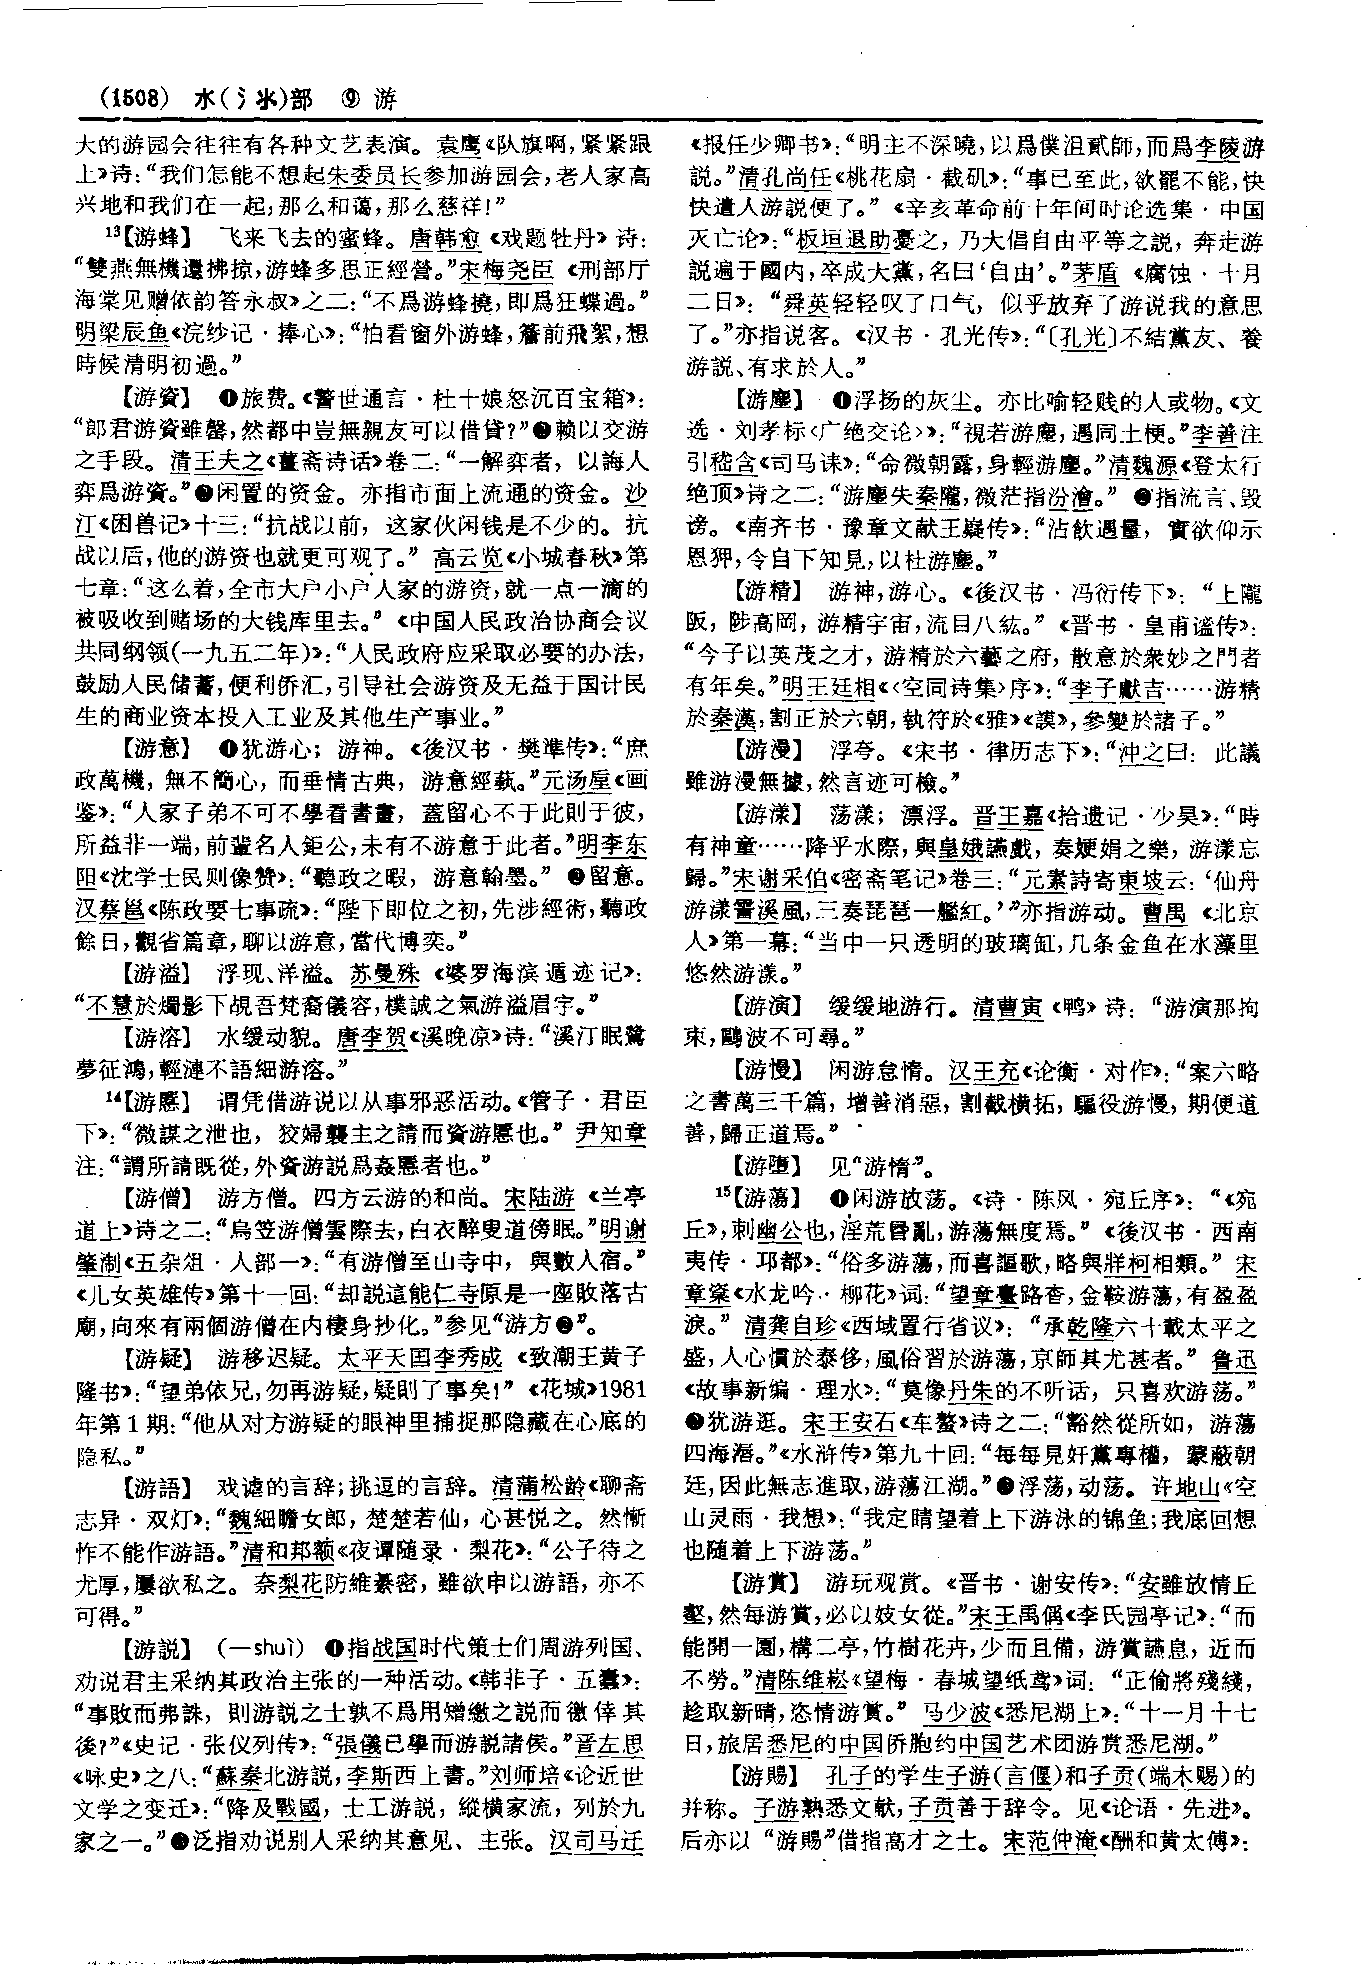 (1508) 水(氵氺)部 ⑨ 游
大的游园会往往有各种文艺表演。袁鹰《队旗啊,紧紧跟
上》诗:“我们怎能不想起朱委员长参加游园会,老人家高
兴地和我们在一起,那么和蔼,那么慈祥!”
13【游蜂】 飞来飞去的蜜蜂。唐韩愈《戏题牡丹》诗:
“雙燕無機還拂掠,游蜂多思正經營。”宋梅尧臣《刑部厅
海棠见赠依韵答永叔》之二:“不爲游蜂撓,即爲狂蝶過。”
明梁辰鱼《浣纱记·捧心》:“怕看窗外游蜂,簷前飛絮,想
時候清明初過。”
【游資】 ❶旅费。《警世通言·杜十娘怒沉百宝箱》:
“郎君游資雖罄,然都中豈無親友可以借貸?”❷赖以交游
之手段。清王夫之《薑斋诗话》卷二:“一解弈者,以誨人
弈爲游資。”❸闲置的资金。亦指市面上流通的资金。沙
汀《困兽记》十三:“抗战以前,这家伙闲钱是不少的。抗
战以后,他的游资也就更可观了。”高云览《小城春秋》第
七章:“这么着,全市大户小户人家的游资,就一点一滴的
被吸收到赌场的大钱库里去。”《中国人民政治协商会议
共同纲领(一九五二年)》:“人民政府应采取必要的办法,
鼓励人民储蓄,便利侨汇,引导社会游资及无益于国计民
生的商业资本投入工业及其他生产事业。”
【游意】 ❶犹游心;游神。《後汉书·樊準传》:“庶
政萬機,無不簡心,而垂情古典,游意經藝。”元汤垕《画
鉴》:“人家子弟不可不學看書畫,蓋留心不于此則于彼,
所益非一端,前輩名人鉅公,未有不游意于此者。”明李东
阳《沈学士民则像赞》:“聽政之暇,游意翰墨。”❷留意。
汉蔡邕《陈政要七事疏》:“陛下即位之初,先涉經術,聽政
餘日,觀省篇章,聊以游意,當代博奕。”
【游溢】 浮现、洋溢。苏曼殊《婆罗海滨遁迹记》:
“不慧於燭影下覘吾梵裔儀容,樸誠之氣游溢眉宇。”
【游溶】 水缓动貌。唐李贺《溪晚凉》诗:“溪汀眠鷺
夢征鴻,輕漣不語細游溶。”
14【游慝】 谓凭借游说以从事邪恶活动。《管子·君臣
下》:“微謀之泄也,狡婦襲主之請而資游慝也。”尹知章
注:“謂所請既從,外資游説爲姦慝者也。”
【游僧】 游方僧。四方云游的和尚。宋陆游《兰亭
道上》诗之二:“烏笠游僧雲際去,白衣醉叟道傍眠。”明谢
肇淛《五杂俎·人部一》:“有游僧至山寺中,與數人宿。”
《儿女英雄传》第十一回:“却説這能仁寺原是一座敗落古
廟,向來有兩個游僧在内棲身抄化。”参见“游方❷”。
【游疑】 游移迟疑。太平天囯李秀成《致潮王黄子
隆书》:“望弟依兄,勿再游疑,疑則了事矣!”《花城》1981
年第1期:“他从对方游疑的眼神里捕捉那隐藏在心底的
隐私。”
【游語】 戏谑的言辞;挑逗的言辞。清蒲松龄《聊斋
志异·双灯》:“魏細瞻女郎,楚楚若仙,心甚悦之。然慚
怍不能作游語。”清和邦额《夜谭随录·梨花》:“公子待之
尤厚,屢欲私之。奈梨花防維綦密,雖欲申以游語,亦不
可得。”
【游説】 (—shuì) ❶指战国时代策士们周游列国、
劝说君主采纳其政治主张的一种活动。《韩非子·五蠹》:
“事敗而弗誅,則游説之士孰不爲用矰繳之説而徼倖其
後?”《史记·张仪列传》:“張儀已學而游説諸侯。”晋左思
《咏史》之八:“蘇秦北游説,李斯西上書。”刘师培《论近世
文学之变迁》:“降及戰國,士工游説,縱横家流,列於九
家之一。”❷泛指劝说别人采纳其意见、主张。汉司马迁
《报任少卿书》:“明主不深曉,以爲僕沮貳師,而爲李陵游
説。”清孔尚任《桃花扇·截矶》:“事已至此,欲罷不能,快
快遣人游説便了。”《辛亥革命前十年间时论选集·中国
灭亡论》:“板垣退助憂之,乃大倡自由平等之説,奔走游
説遍于國内,卒成大黨,名曰‘自由’。”茅盾《腐蚀·十月
二日》:“舜英轻轻叹了口气,似乎放弃了游说我的意思
了。”亦指说客。《汉书·孔光传》:“〔孔光〕不結黨友、養
游説、有求於人。”
【游塵】 ❶浮扬的灰尘。亦比喻轻贱的人或物。《文
选·刘孝标〈广绝交论〉》:“視若游塵,遇同土梗。”李善注
引嵇含《司马诔》:“命微朝露,身輕游塵。”清魏源《登太行
绝顶》诗之二:“游塵失秦隴,微茫指汾澮。”❷指流言、毁
谤。《南齐书·豫章文献王嶷传》:“沾飲過量,實欲仰示
恩狎,令自下知見,以杜游塵。”
【游精】 游神,游心。《後汉书·冯衍传下》:“上隴
阪,陟高岡,游精宇宙,流目八紘。”《晋书·皇甫谧传》:
“今子以英茂之才,游精於六藝之府,散意於衆妙之門者
有年矣。”明王廷相《〈空同诗集〉序》:“李子獻吉……游精
於秦漢,割正於六朝,執符於《雅》《謨》,參變於諸子。”
【游漫】 浮夸。《宋书·律历志下》:“沖之曰:此議
雖游漫無據,然言迹可檢。”
【游漾】 荡漾;漂浮。晋王嘉《拾遗记·少昊》:“時
有神童……降乎水際,與皇娥讌戲,奏㛹娟之樂,游漾忘
歸。”宋谢采伯《密斋笔记》卷三:“元素詩寄東坡云:‘仙舟
游漾霅溪風,三奏琵琶一艦紅。’”亦指游动。曹禺《北京
人》第一幕:“当中一只透明的玻璃缸,几条金鱼在水藻里
悠然游漾。”
【游演】 缓缓地游行。清曹寅《鸭》诗:“游演那拘
束,鷗波不可尋。”
【游慢】 闲游怠惰。汉王充《论衡·对作》:“案六略
之書萬三千篇,增善消惡,割截横拓,驅役游慢,期便道
善,歸正道焉。”
【游墮】 见“游惰”。
15【游荡】 ❶闲游放荡。《诗·陈风·宛丘序》:“《宛
丘》,刺幽公也,淫荒昏亂,游蕩無度焉。”《後汉书·西南
夷传·邛都》:“俗多游蕩,而喜謳歌,略與牂柯相類。”宋
章楶《水龙吟·柳花》词:“望章臺路杳,金鞍游蕩,有盈盈
淚。”清龚自珍《西域置行省议》:“承乾隆六十載太平之
盛,人心慣於泰侈,風俗習於游蕩,京師其尤甚者。”鲁迅
《故事新编·理水》:“莫像丹朱的不听话,只喜欢游荡。”
❷犹游逛。宋王安石《车螯》诗之二:“豁然從所如,游蕩
四海漘。”《水浒传》第九十回:“每每見奸黨專權,蒙蔽朝
廷,因此無志進取,游蕩江湖。”❸浮荡,动荡。许地山《空
山灵雨·我想》:“我定睛望着上下游泳的锦鱼;我底回想
也随着上下游荡。”
【游賞】 游玩观赏。《晋书·谢安传》:“安雖放情丘
壑,然每游賞,必以妓女從。”宋王禹偁《李氏园亭记》:“而
能開一園,構二亭,竹樹花卉,少而且備,游賞讌息,近而
不勞。”清陈维崧《望梅·春城望纸鸢》词:“正偷將殘綫,
趁取新晴,恣情游賞。”马少波《悉尼湖上》:“十一月十七
日,旅居悉尼的中国侨胞约中国艺术团游赏悉尼湖。”
【游賜】 孔子的学生子游(言偃)和子贡(端木赐)的
并称。子游熟悉文献,子贡善于辞令。见《论语·先进》。
后亦以“游賜”借指高才之士。宋范仲淹《酬和黄太傅》: